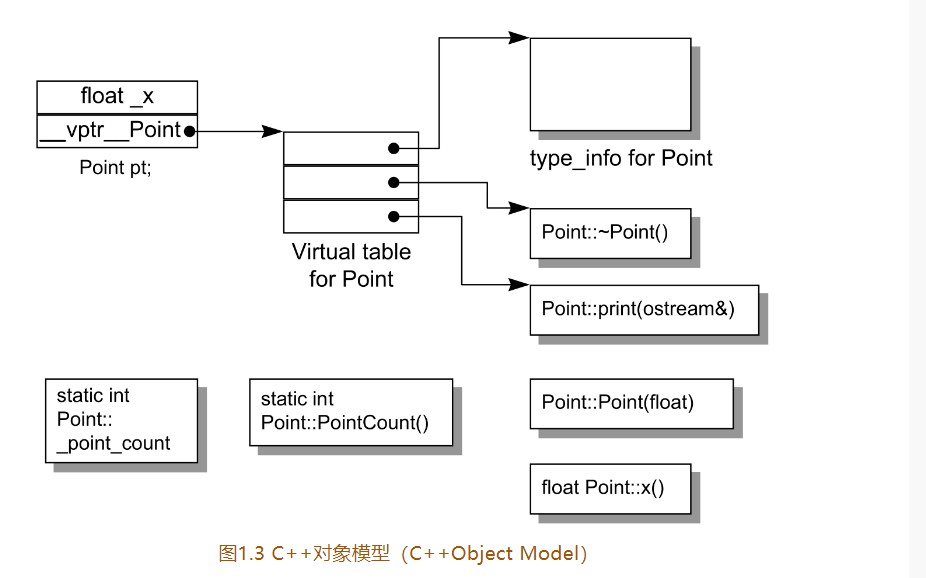 float _x
__vptr__Point
Point pt;
Virtual table
for Point
type_info for Point
Point::~Point()
Point::print(ostream&)
static int
Point::
_point_count
static int
Point::PointCount()
Point::Point(float)
float Point::x()
图1.3 C++对象模型（C++Object Model）